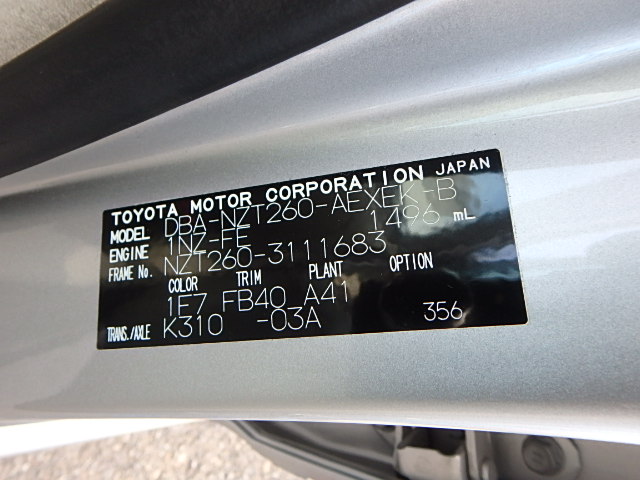 TOYOTA MOTOR CORPORATION JAPAN
MODEL DBA-NZT260-AEXEK-B
ENGINE 1NZ-FE 1496 mL
FRAME No. NZT260-3111683
COLOR TRIM PLANT OPTION
1F7 FB40 A41
TRANS./AXLE K310 -03A 356